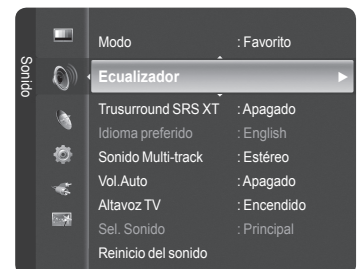 Sonido
Modo : Favorito
Ecualizador
Trusurround SRS XT : Apagado
Idioma preferido : English
Sonido Multi-track : Estéreo
Vol.Auto : Apagado
Altavoz TV : Encendido
Sel. Sonido : Principal
Reinicio del sonido